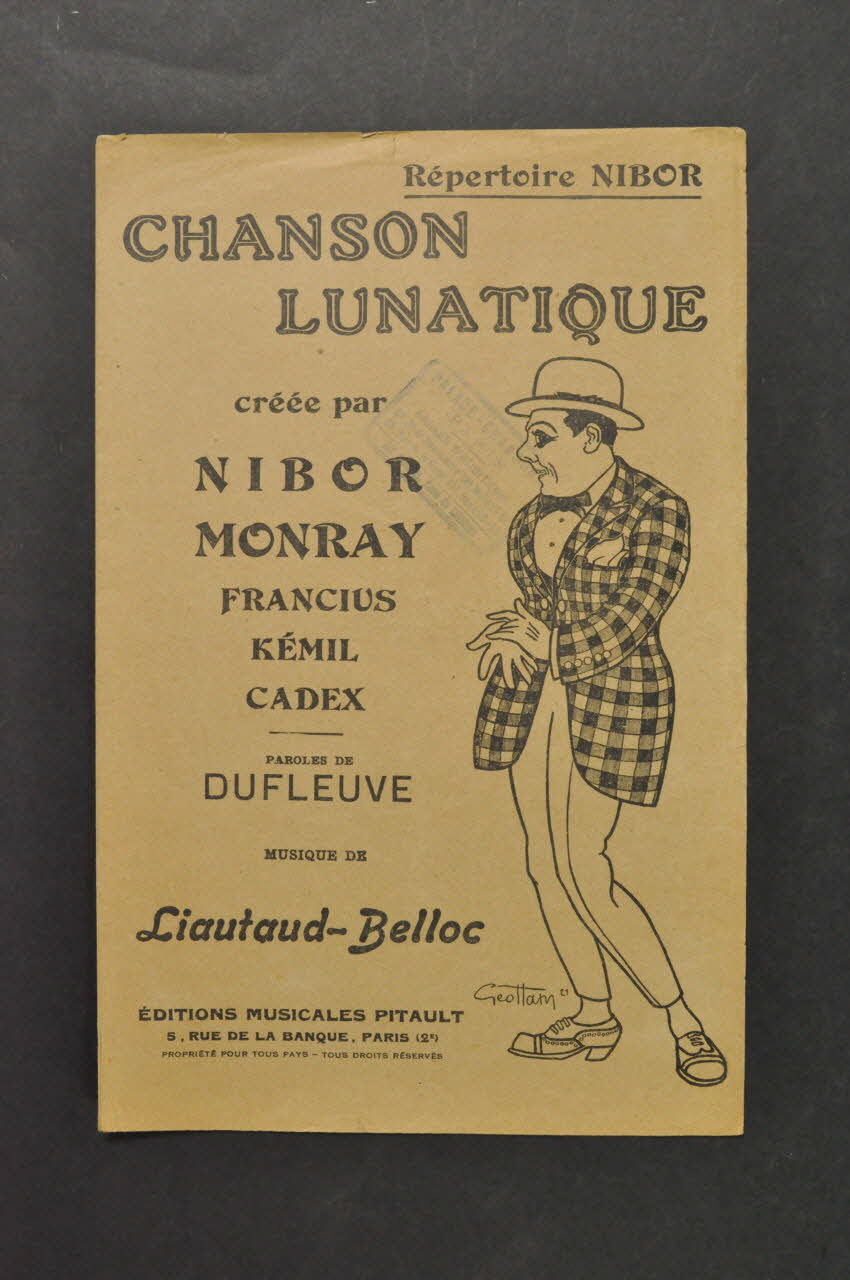 Répertoire NIBOR
CHANSON
LUNATIQUE
créée par
NIBOR
MONRAY
FRANCIUS
KÉMIL
CADEX
PAROLES DE
DUFLEUVE
MUSIQUE DE
Liautaud-Belloc
ÉDITIONS MUSICALES PITAULT
5, RUE DE LA BANQUE, PARIS (2ᵉ)
PROPRIÉTÉ POUR TOUS PAYS – TOUS DROITS RÉSERVÉS